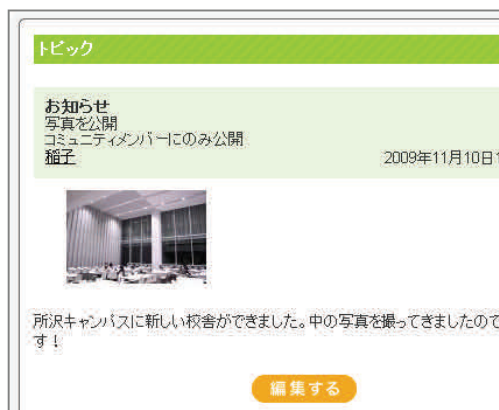 トピック
お知らせ
写真を公開
コミュニティメンバーにのみ公開
稲子
2009年11月10日1
所沢キャンパスに新しい校舎ができました。中の写真を撮ってきましたので
す！
編集する